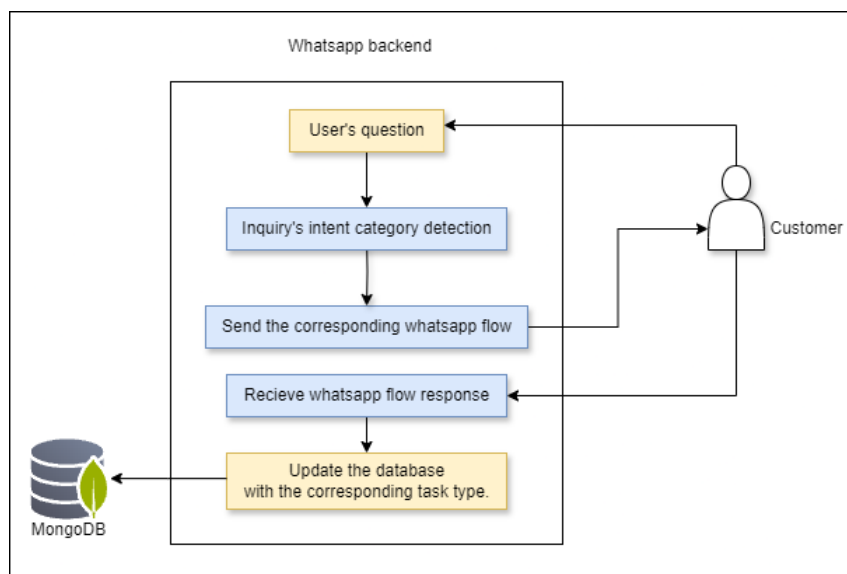 Whatsapp backend
User's question
Inquiry's intent category detection
Customer
Send the corresponding whatsapp flow
Recieve whatsapp flow response
Update the database
with the corresponding task type.
MongoDB